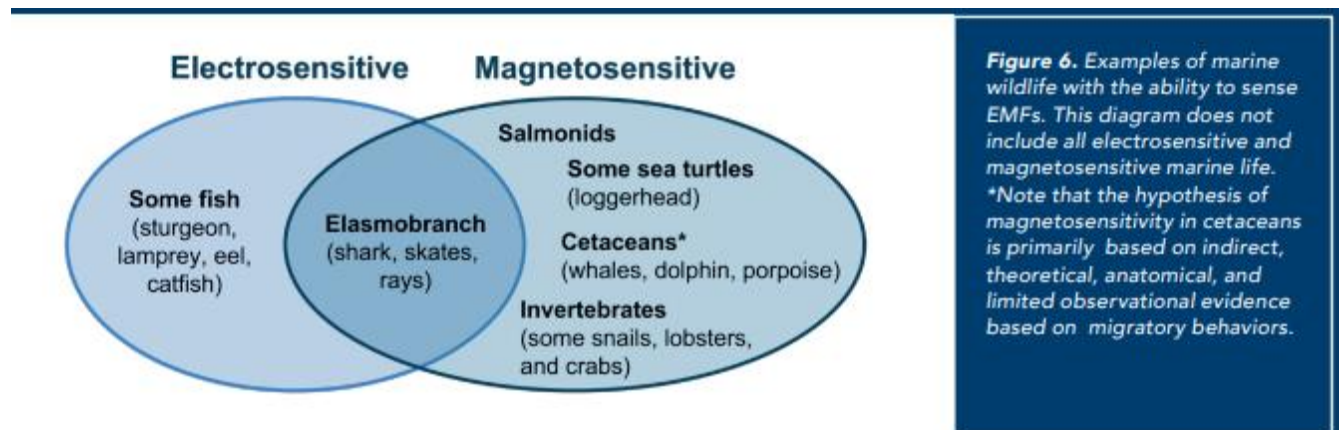 Electrosensitive
Magnetosensitive
Some fish
(sturgeon,
lamprey, eel,
catfish)
Elasmobranch
(shark, skates,
rays)
Salmonids
Some sea turtles
(loggerhead)
Cetaceans*
(whales, dolphin, porpoise)
Invertebrates
(some snails, lobsters,
and crabs)
Figure 6. Examples of marine
wildlife with the ability to sense
EMFs. This diagram does not
include all electrosensitive and
magnetosensitive marine life.
*Note that the hypothesis of
magnetosensitivity in cetaceans
is primarily based on indirect,
theoretical, anatomical, and
limited observational evidence
based on migratory behaviors.